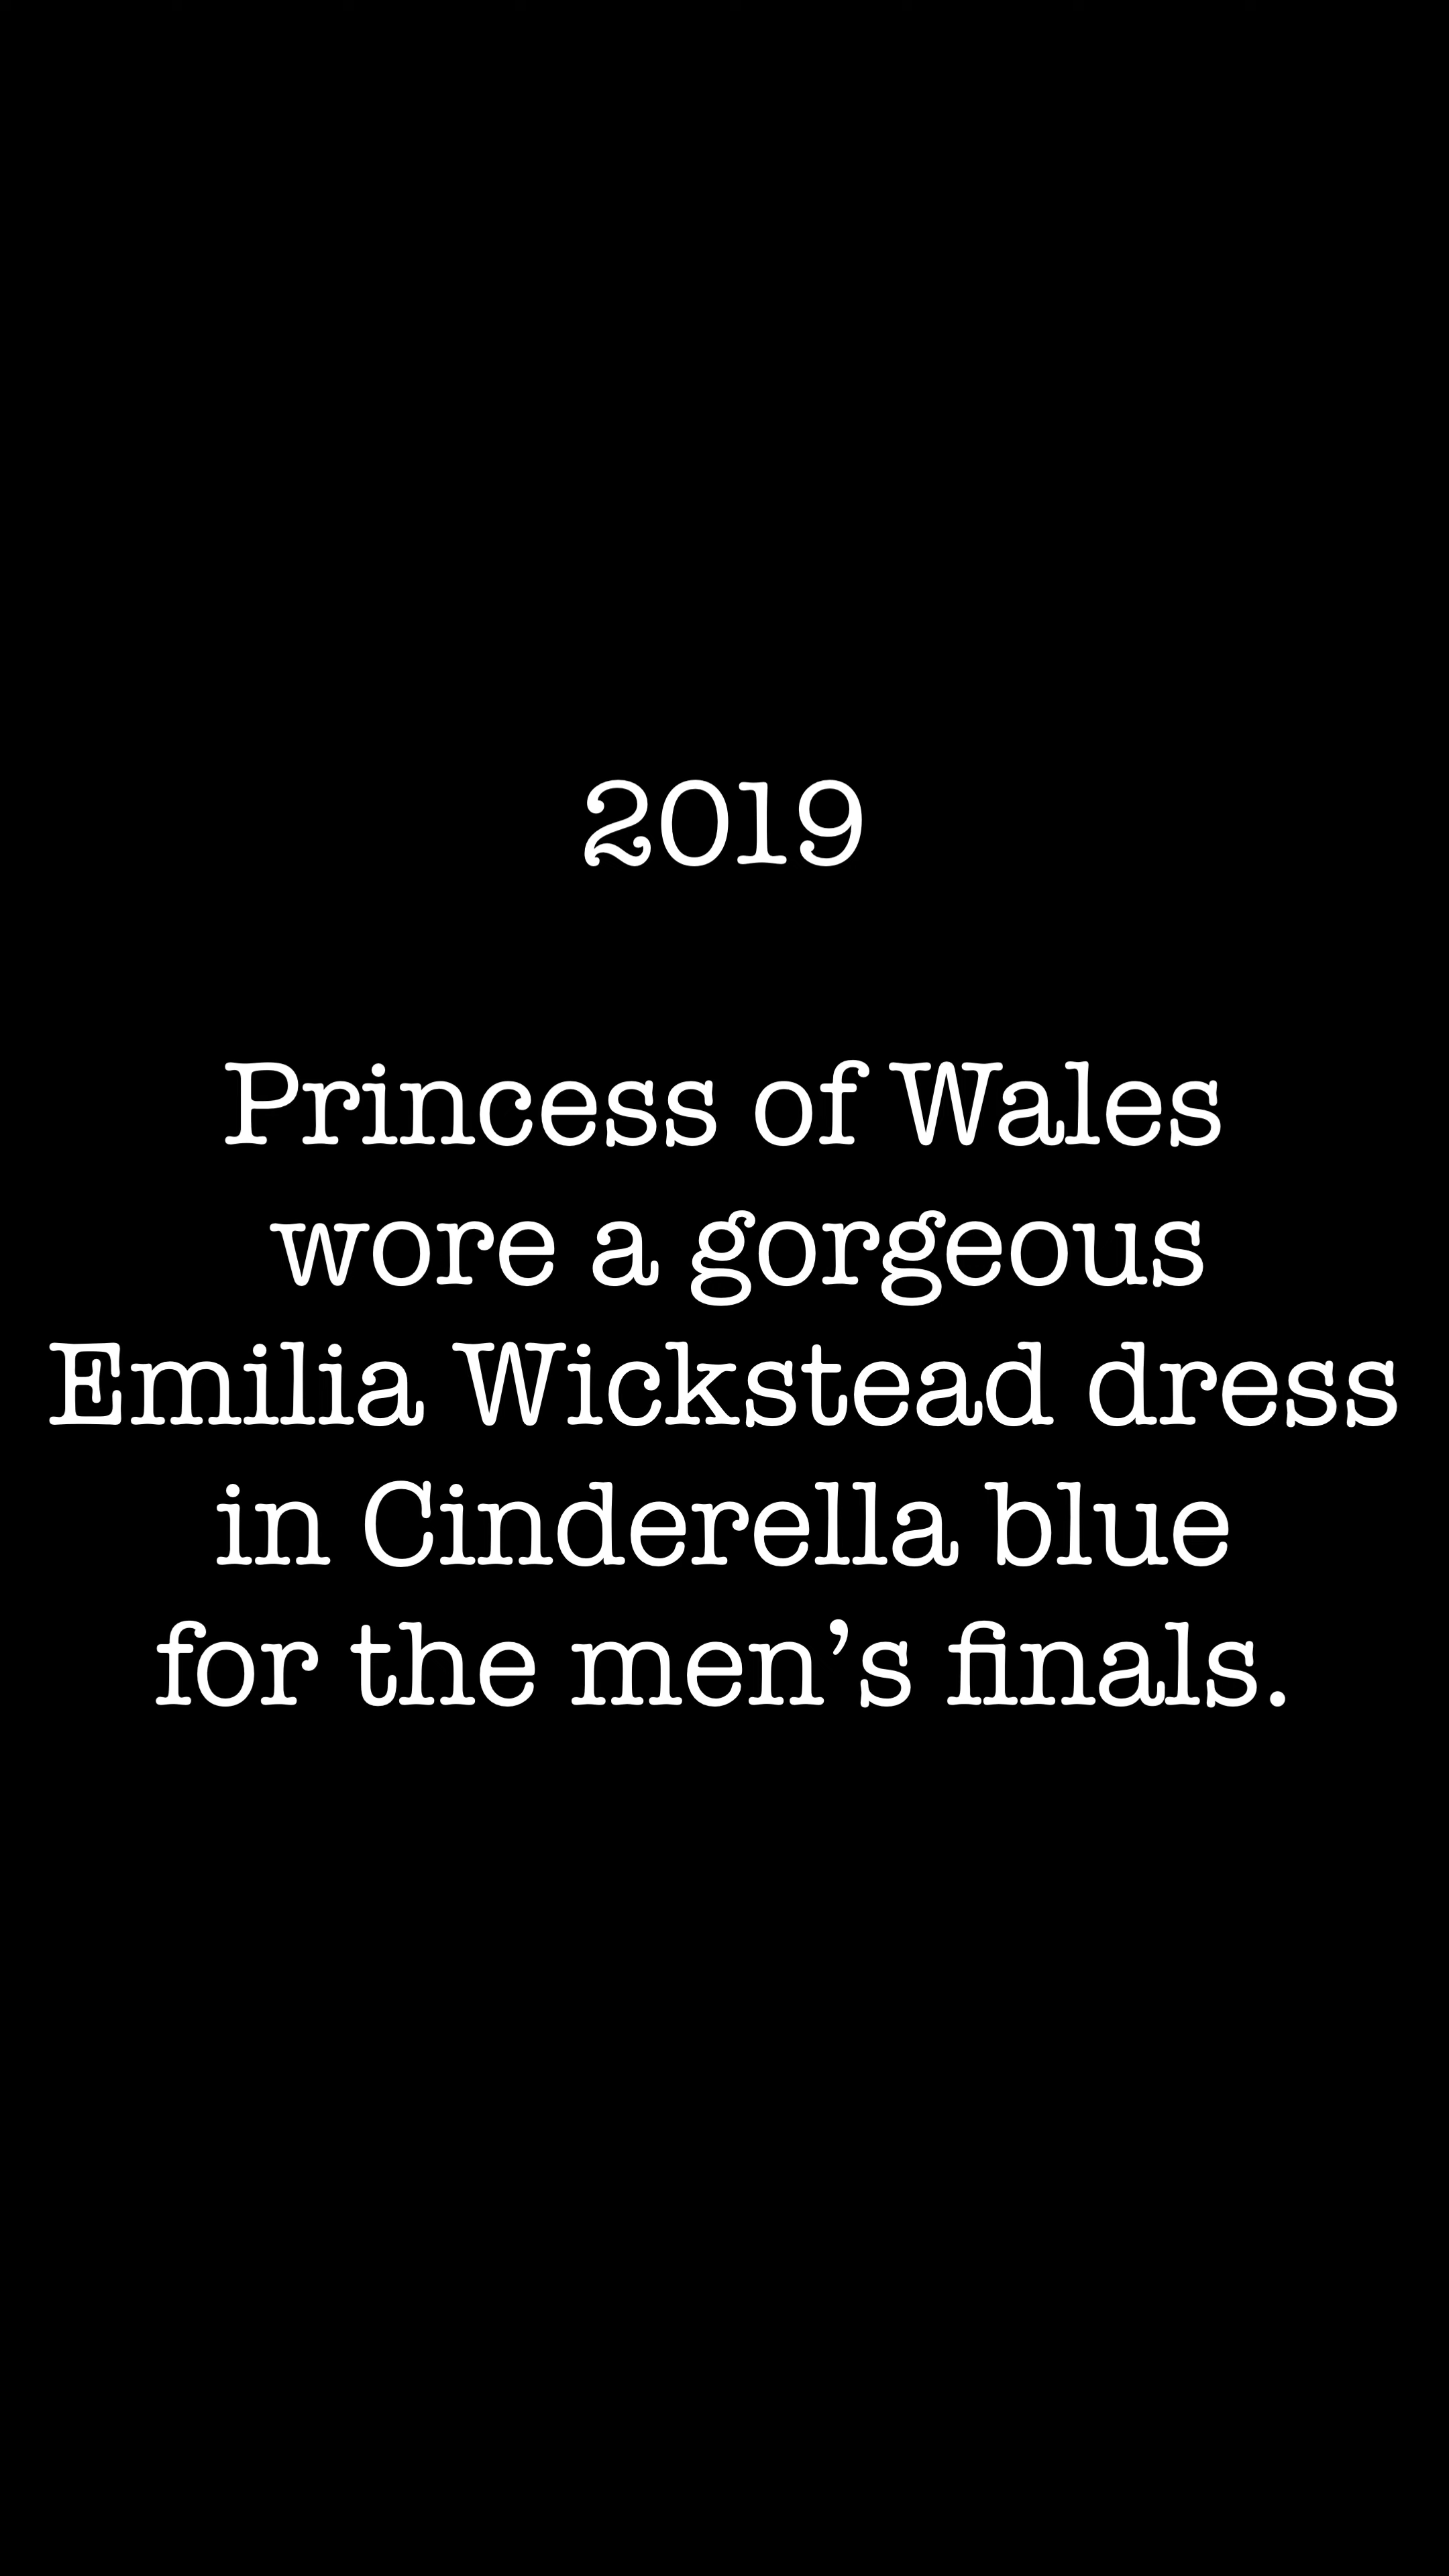 2019
Princess of Wales
wore a gorgeous
Emilia Wickstead dress
in Cinderella blue
for the men’s finals.